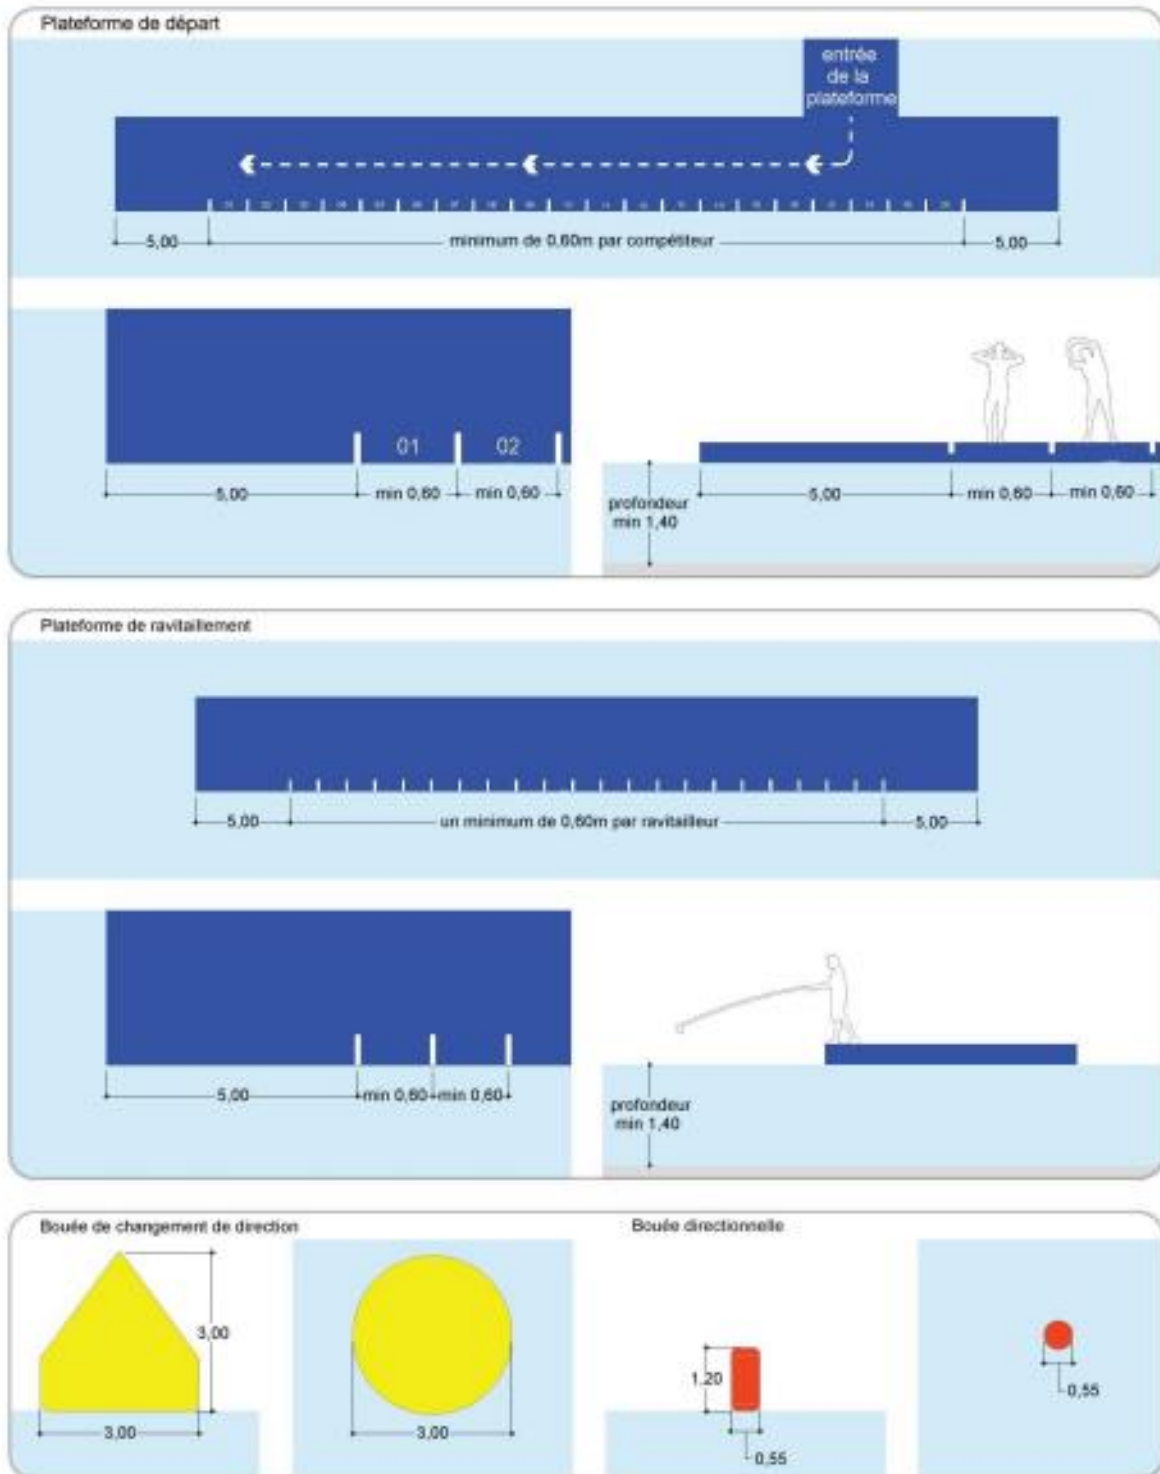 Plateforme de départ
entrée
de la
plateforme
5,00
minimum de 0,60m par compétiteur
5,00
01
02
5,00
min 0,60
min 0,60
profondeur
min 1,40
5,00
min 0,60
min 0,60
Plateforme de ravitaillement
5,00
un minimum de 0,60m par ravitailleur
5,00
5,00
min 0,60
min 0,60
profondeur
min 1,40
Bouée de changement de direction
Bouée directionnelle
3,00
3,00
3,00
1,20
0,55
0,55